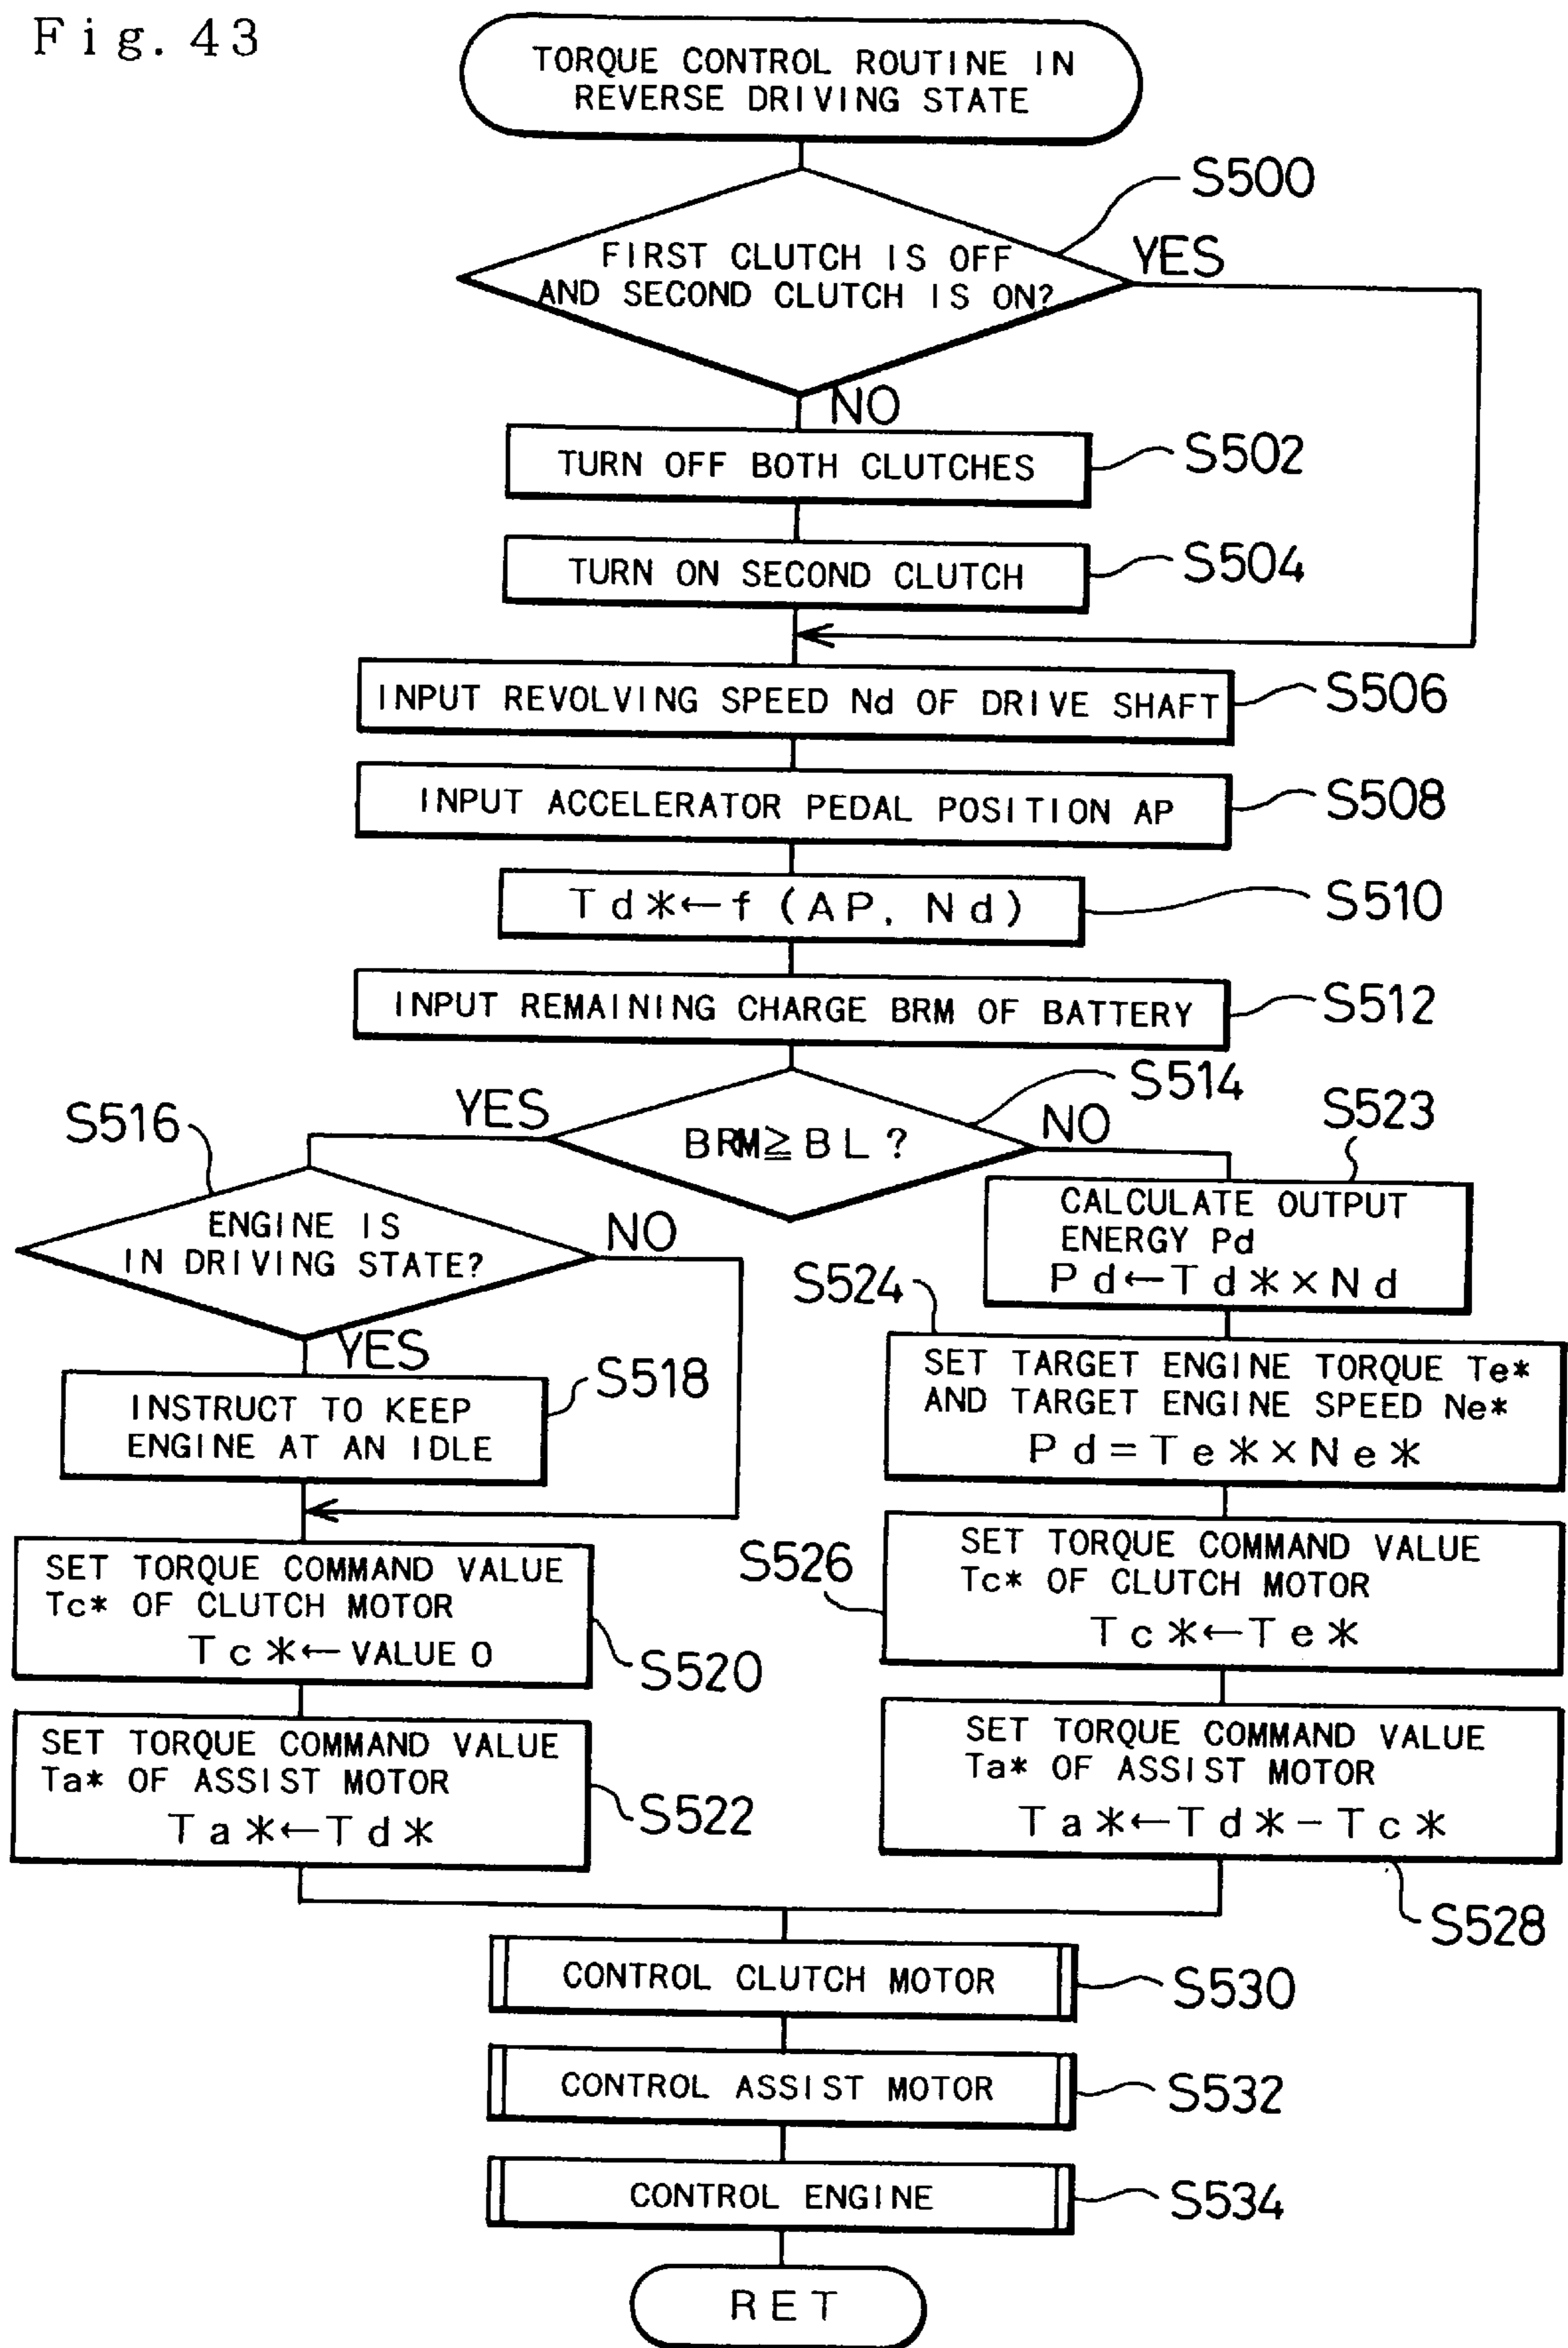 Fig. 43
TORQUE CONTROL ROUTINE IN
REVERSE DRIVING STATE
S500
FIRST CLUTCH IS OFF
AND SECOND CLUTCH IS ON?
YES
NO
TURN OFF BOTH CLUTCHES
S502
TURN ON SECOND CLUTCH
S504
INPUT REVOLVING SPEED Nd OF DRIVE SHAFT
S506
INPUT ACCELERATOR PEDAL POSITION AP
S508
Td*←f (AP, Nd)
S510
INPUT REMAINING CHARGE BRM OF BATTERY
S512
S514
BRM≧BL?
YES
NO
S516
ENGINE IS
IN DRIVING STATE?
NO
YES
INSTRUCT TO KEEP
ENGINE AT AN IDLE
S518
SET TORQUE COMMAND VALUE
Tc* OF CLUTCH MOTOR
Tc*←VALUE 0
S520
SET TORQUE COMMAND VALUE
Ta* OF ASSIST MOTOR
Ta*←Td*
S522
S523
CALCULATE OUTPUT
ENERGY Pd
Pd←Td*×Nd
S524
SET TARGET ENGINE TORQUE Te*
AND TARGET ENGINE SPEED Ne*
Pd=Te*×Ne*
S526
SET TORQUE COMMAND VALUE
Tc* OF CLUTCH MOTOR
Tc*←Te*
SET TORQUE COMMAND VALUE
Ta* OF ASSIST MOTOR
Ta*←Td*-Tc*
S528
CONTROL CLUTCH MOTOR
S530
CONTROL ASSIST MOTOR
S532
CONTROL ENGINE
S534
RET